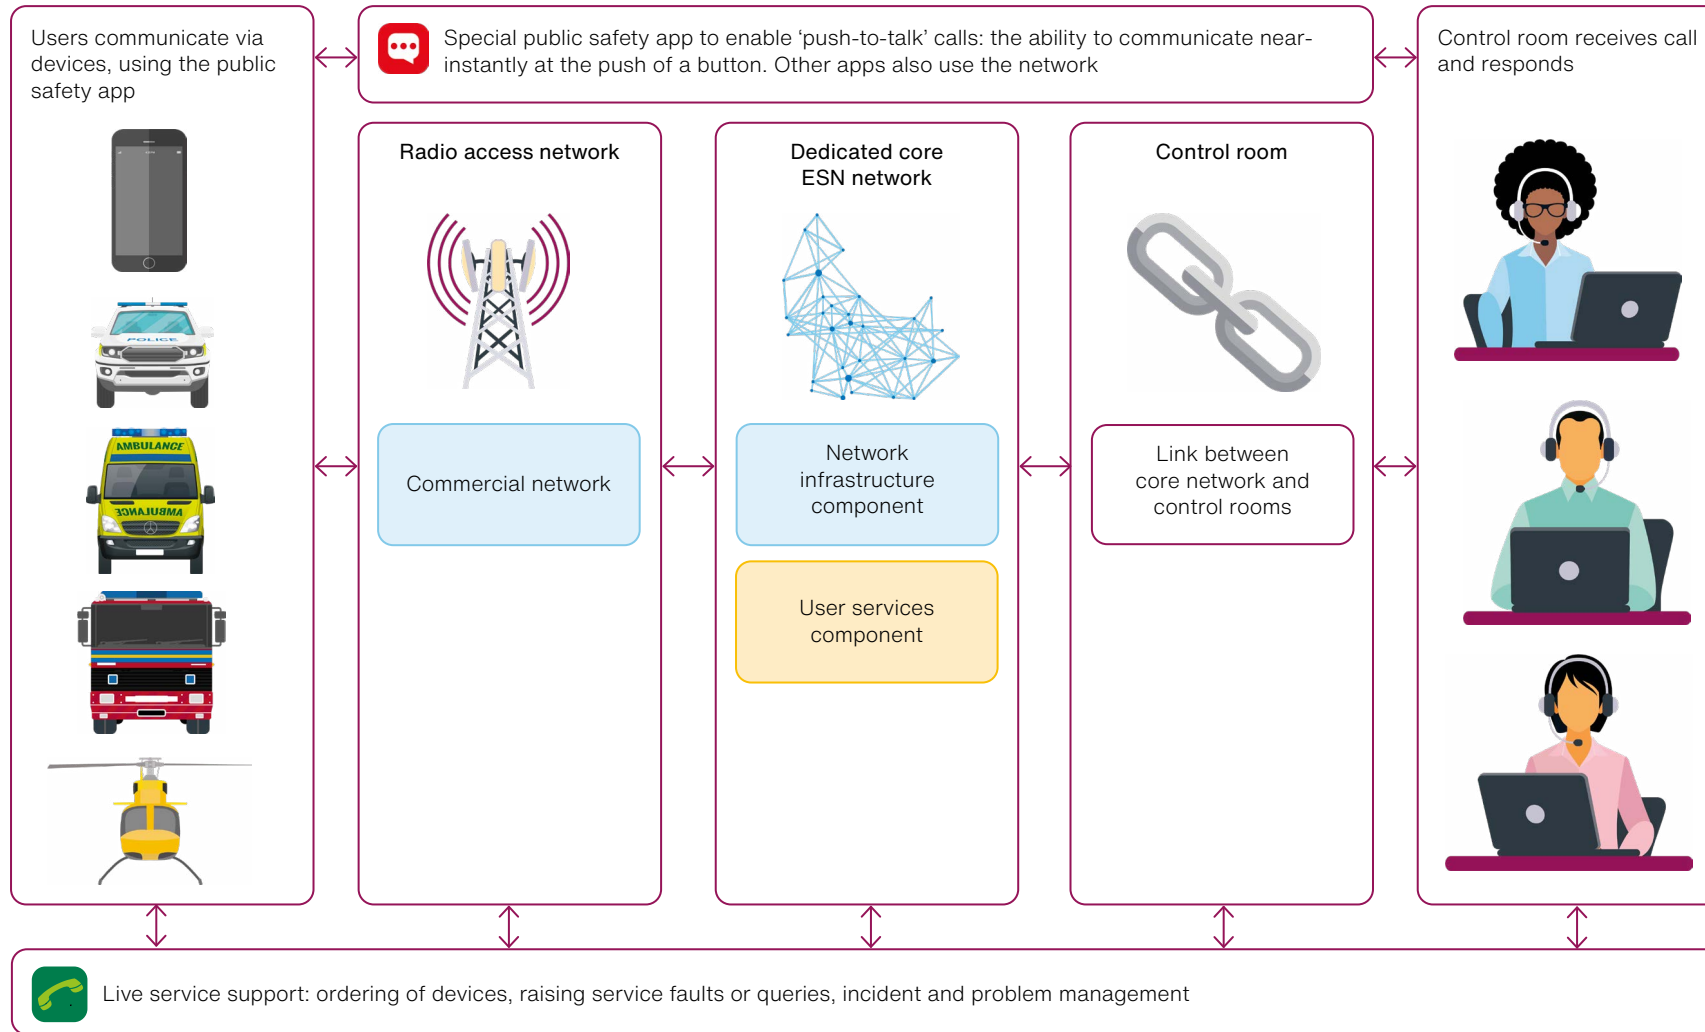 Users communicate via
devices, using the public
safety app
Special public safety app to enable ‘push-to-talk’ calls: the ability to communicate near-
instantly at the push of a button. Other apps also use the network
Control room receives call
and responds
Radio access network
Dedicated core
ESN network
Control room
POLICE
AMBULANCE
AMBULANCE
Commercial network
Network
infrastructure
component
Link between
core network and
control rooms
User services
component
Live service support: ordering of devices, raising service faults or queries, incident and problem management